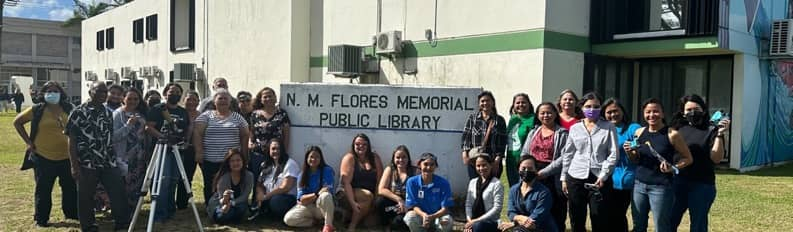 N. M. FLORES MEMORIAL
PUBLIC LIBRARY